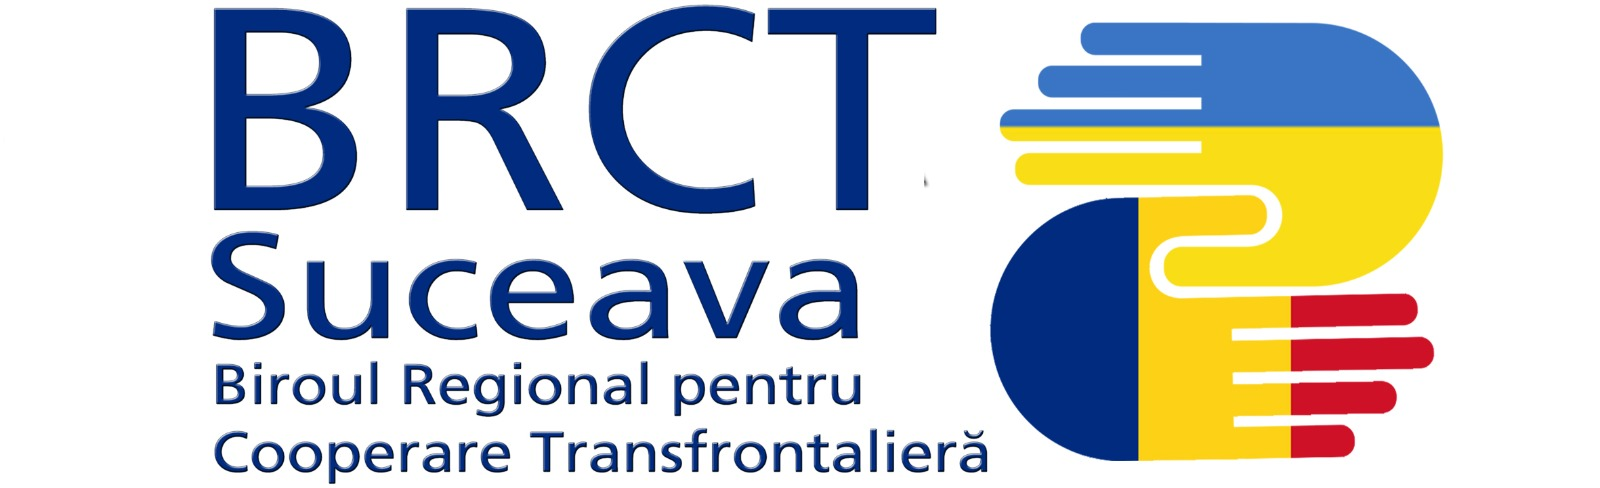 BRCT
Suceava
Biroul Regional pentru
Cooperare Transfrontalieră